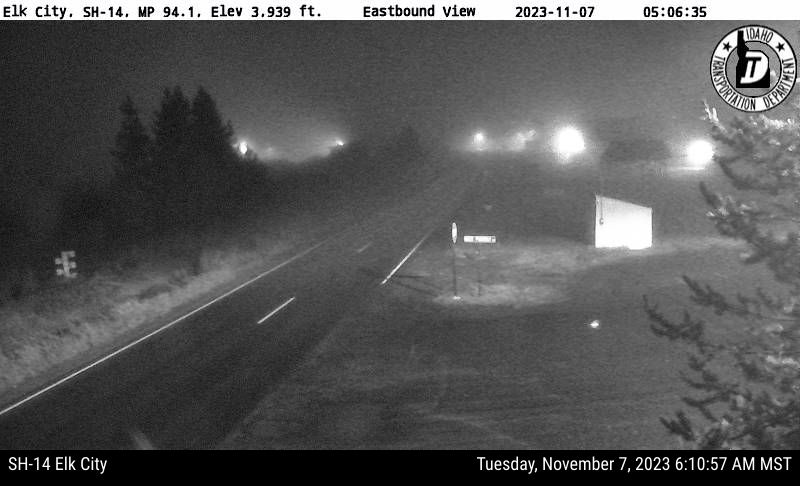 Elk City, SH-14, MP 94.1, Elev 3,939 ft. Eastbound View 2023-11-07 05:06:35
IDAHO
TRANSPORTATION DEPARTMENT
SH-14 Elk City Tuesday, November 7, 2023 6:10:57 AM MST